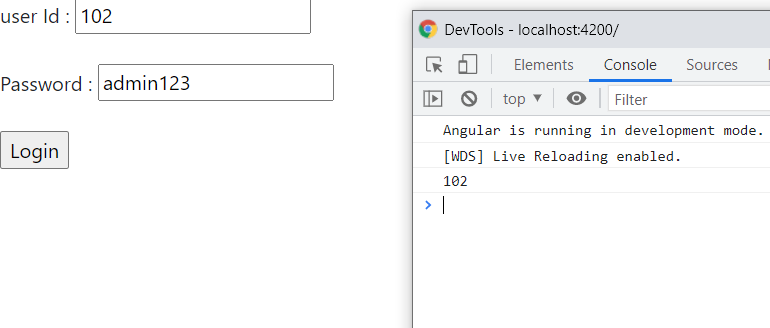 user Id : 102
Password : admin123
Login
DevTools - localhost:4200/
Elements Console Sources
top Filter
Angular is running in development mode.
[WDS] Live Reloading enabled.
102